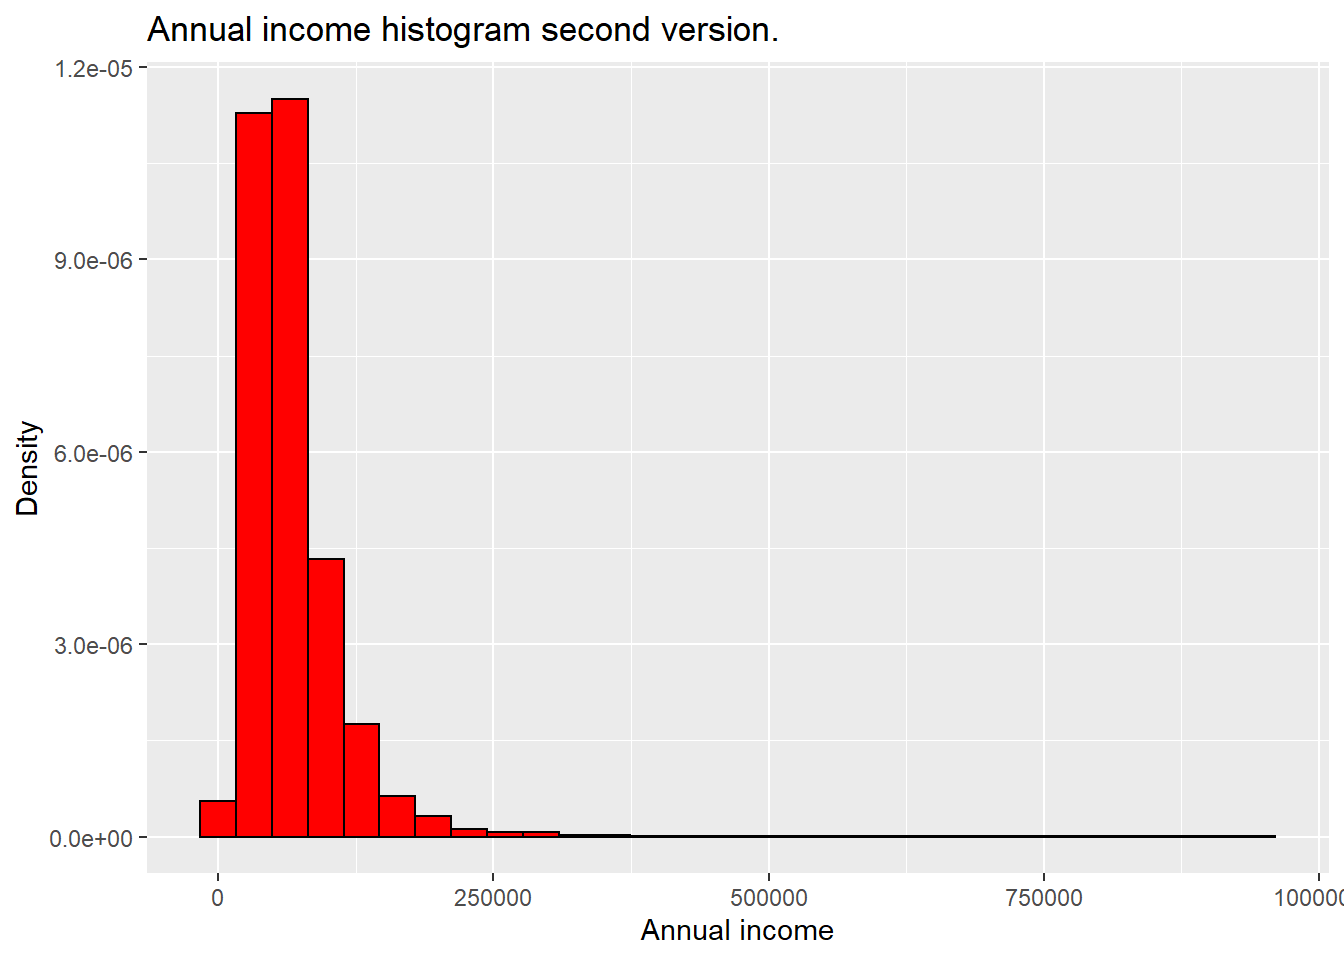 Annual income histogram second version.
1.2e-05
9.0e-06
6.0e-06
3.0e-06
0.0e+00
Density
0 250000 500000 750000 100000
Annual income